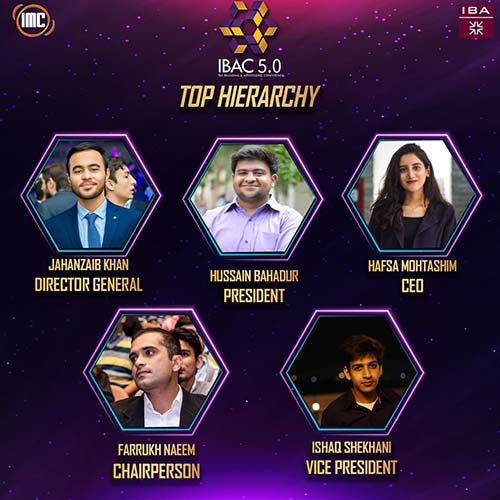 imc
IBA
IBAC 5.0
TOP HIERARCHY
JAHANZAIB KHAN
DIRECTOR GENERAL
HUSSAIN BAHADUR
PRESIDENT
HAFSA MOHTASHIM
CEO
FARRUKH NAEEM
CHAIRPERSON
ISHAQ SHEKHANI
VICE PRESIDENT